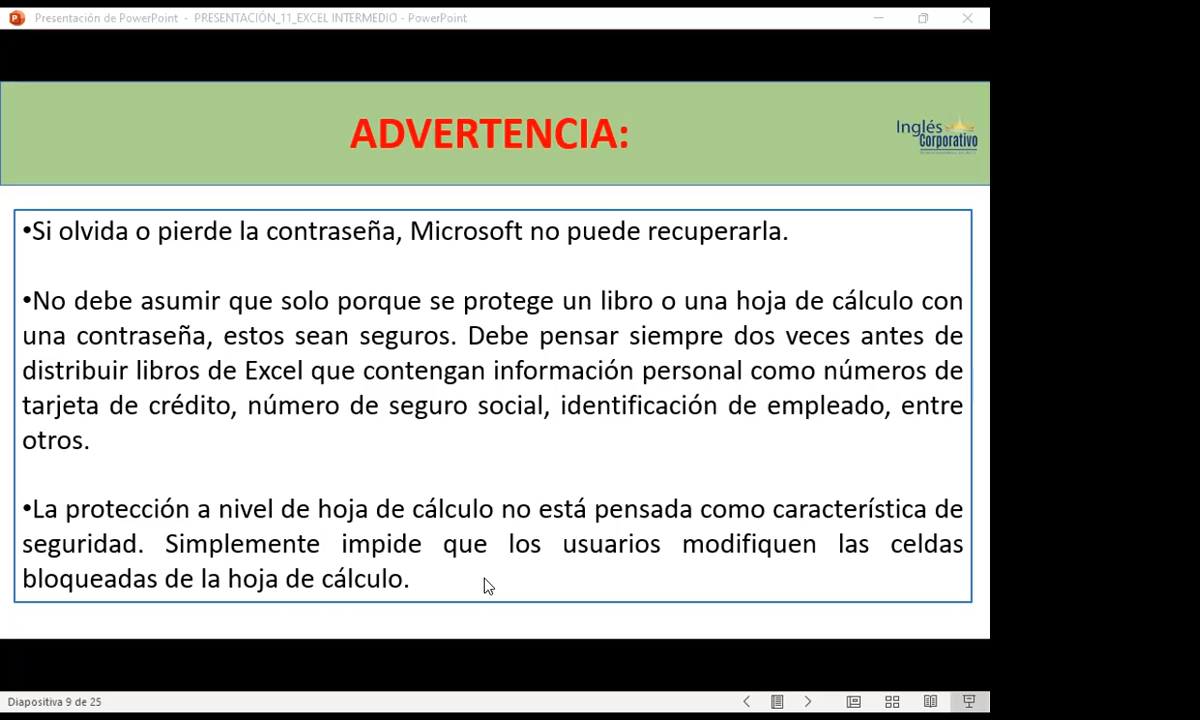 Presentación de PowerPoint - PRESENTACIÓN_11_EXCEL INTERMEDIO - PowerPoint
ADVERTENCIA:
Inglés
Corporativo
•Si olvida o pierde la contraseña, Microsoft no puede recuperarla.
•No debe asumir que solo porque se protege un libro o una hoja de cálculo con
una contraseña, estos sean seguros. Debe pensar siempre dos veces antes de
distribuir libros de Excel que contengan información personal como números de
tarjeta de crédito, número de seguro social, identificación de empleado, entre
otros.
•La protección a nivel de hoja de cálculo no está pensada como característica de
seguridad. Simplemente impide que los usuarios modifiquen las celdas
bloqueadas de la hoja de cálculo.
Diapositiva 9 de 25